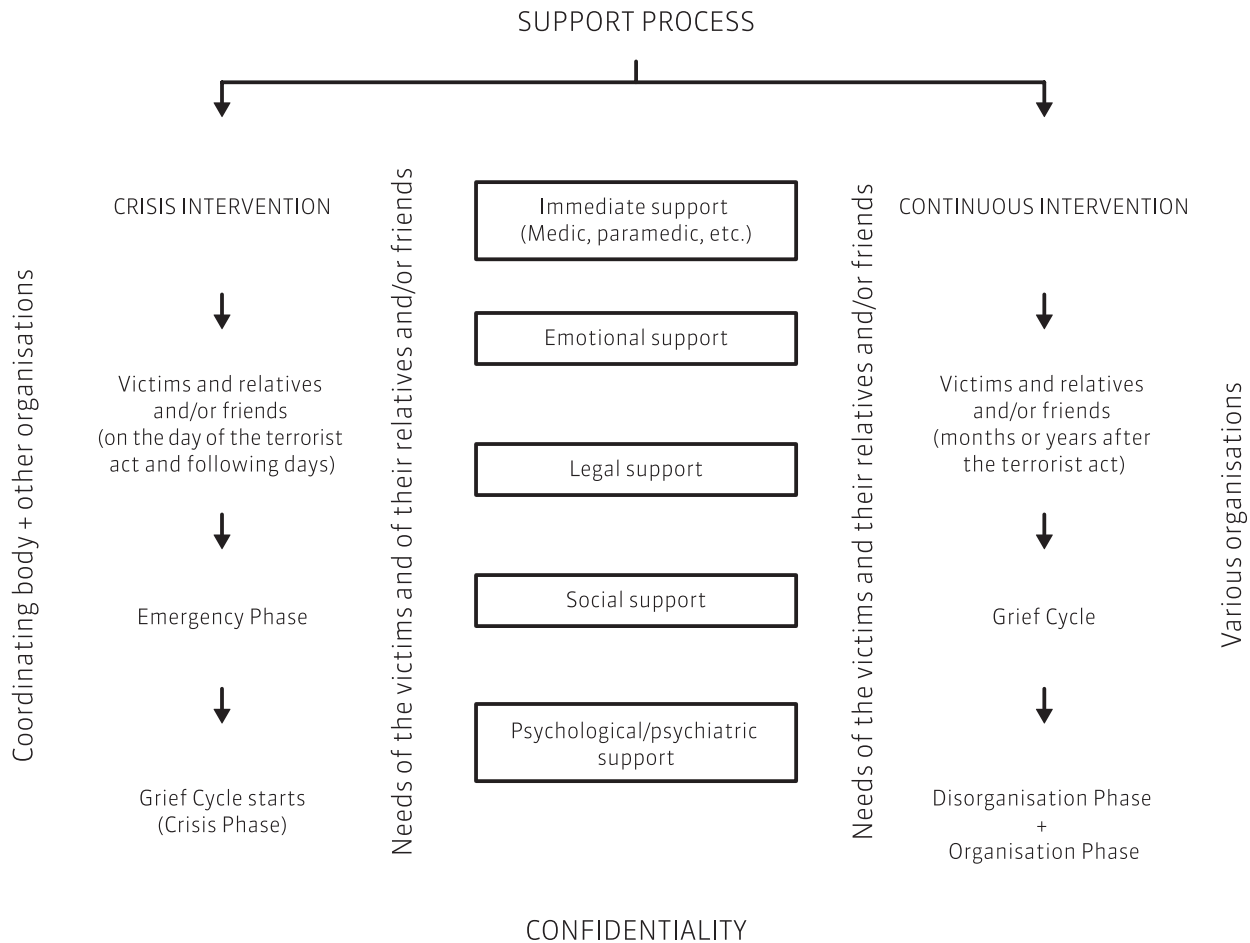 SUPPORT PROCESS
Coordinating body + other organisations
CRISIS INTERVENTION
Victims and relatives
and/or friends
(on the day of the terrorist
act and following days)
Emergency Phase
Grief Cycle starts
(Crisis Phase)
Needs of the victims and of their relatives and/or friends
Immediate support
(Medic, paramedic, etc.)
Emotional support
Legal support
Social support
Psychological/psychiatric
support
Needs of the victims and their relatives and/or friends
CONTINUOUS INTERVENTION
Victims and relatives
and/or friends
(months or years after
the terrorist act)
Grief Cycle
Disorganisation Phase
+
Organisation Phase
Various organisations
CONFIDENTIALITY